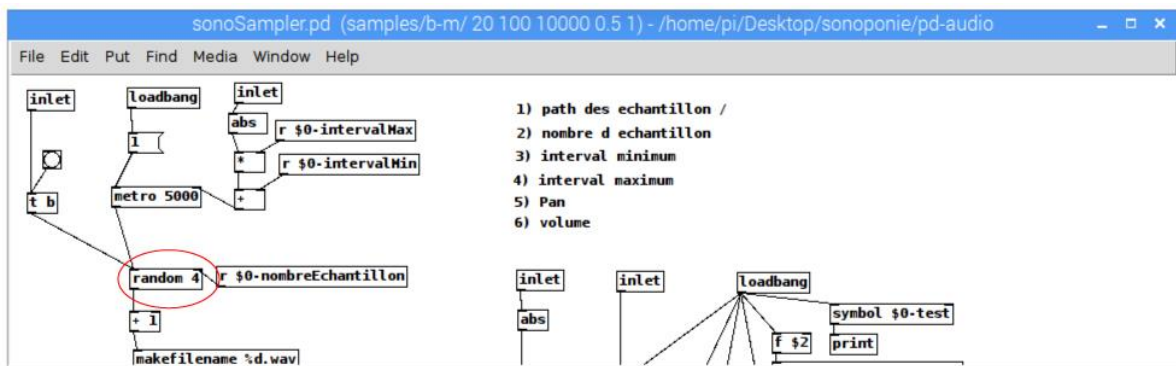 sonoSampler.pd (samples/b-m/ 20 100 10000 0.5 1) - /home/pi/Desktop/sonoponie/pd-audio
File Edit Put Find Media Window Help
inlet
loadbang
inlet
abs
1
r $0-intervalMax
*
r $0-intervalMin
t b
metro 5000
+
random 4
r $0-nombreEchantillon
+ 1
makefilename %d.wav
1) path des echantillon /
2) nombre d echantillon
3) interval minimum
4) interval maximum
5) Pan
6) volume
inlet
inlet
loadbang
abs
symbol $0-test
f $2
print